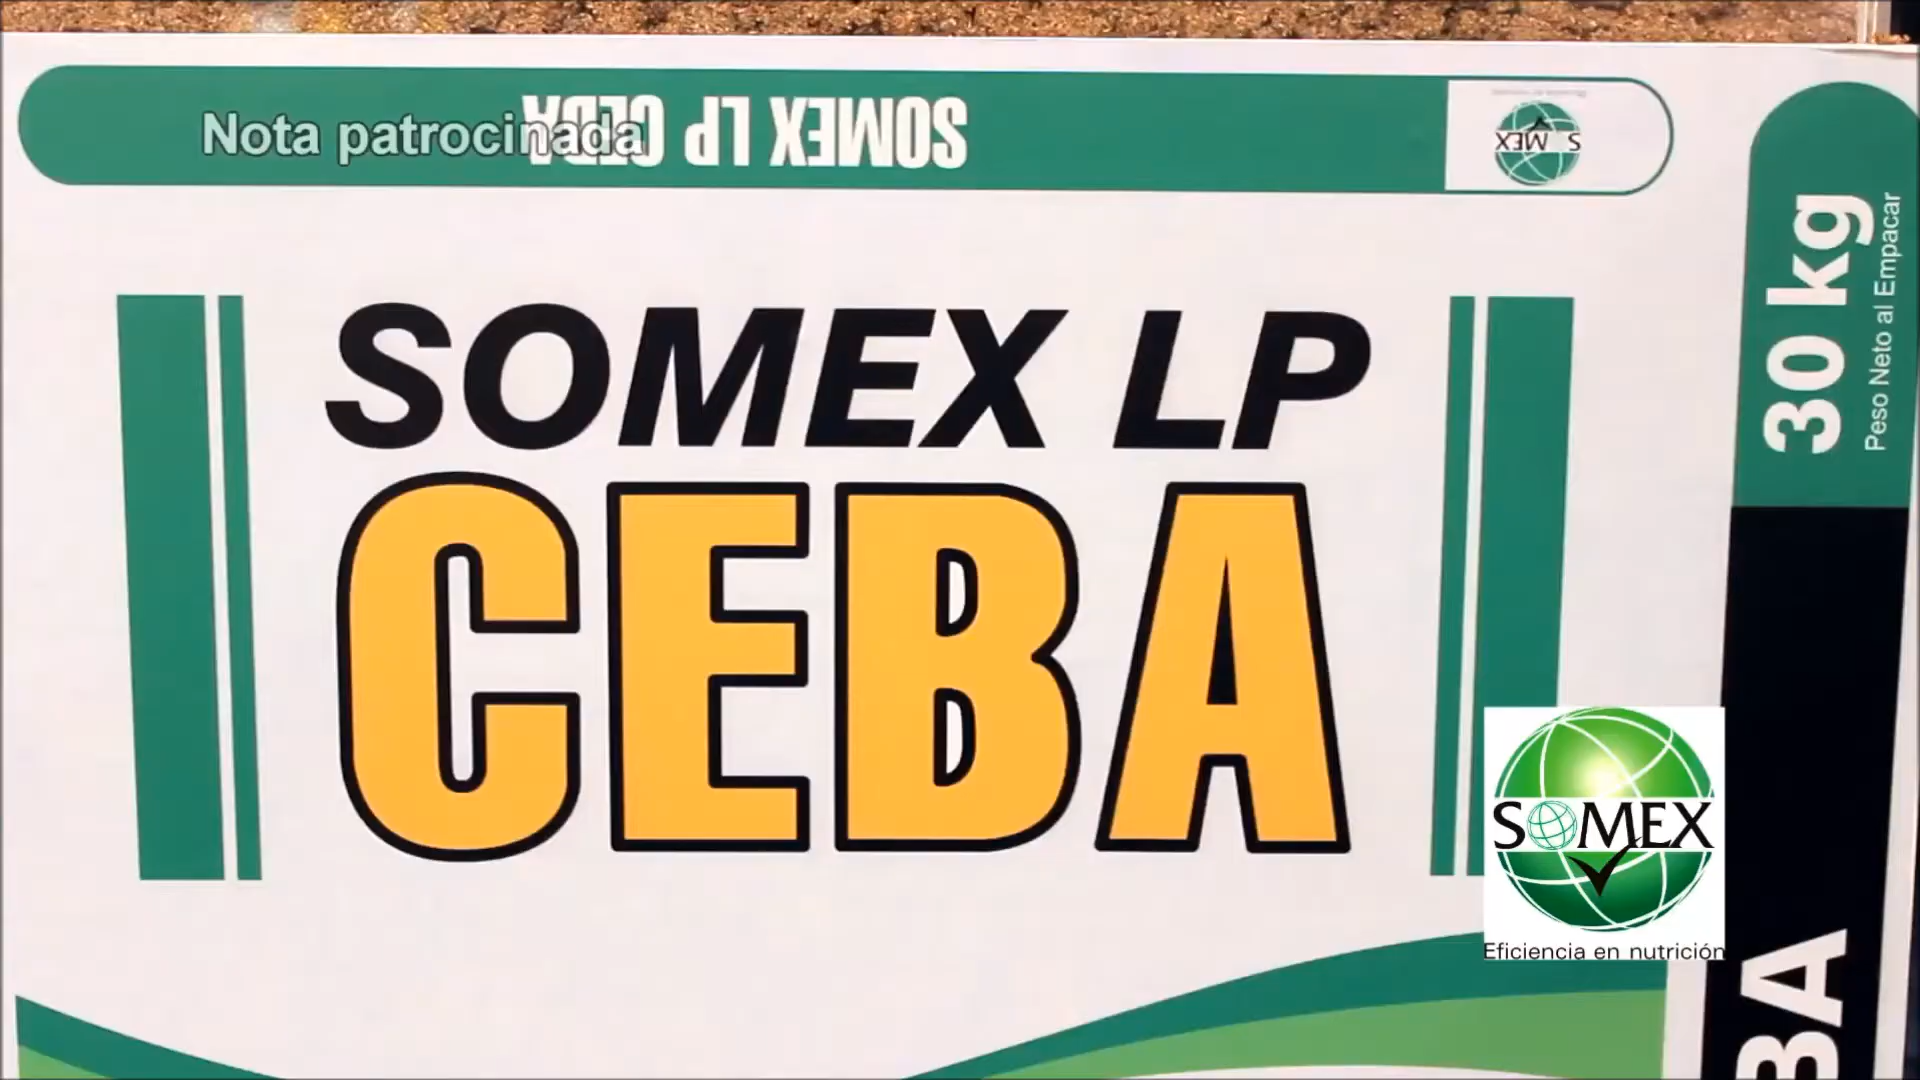 Nota patrocinada
SOMEX LP CEBA
SOMEX
30 kg
Peso Neto al Empacar
SOMEX LP
CEBA
SOMEX
Eficiencia en nutrición
BA